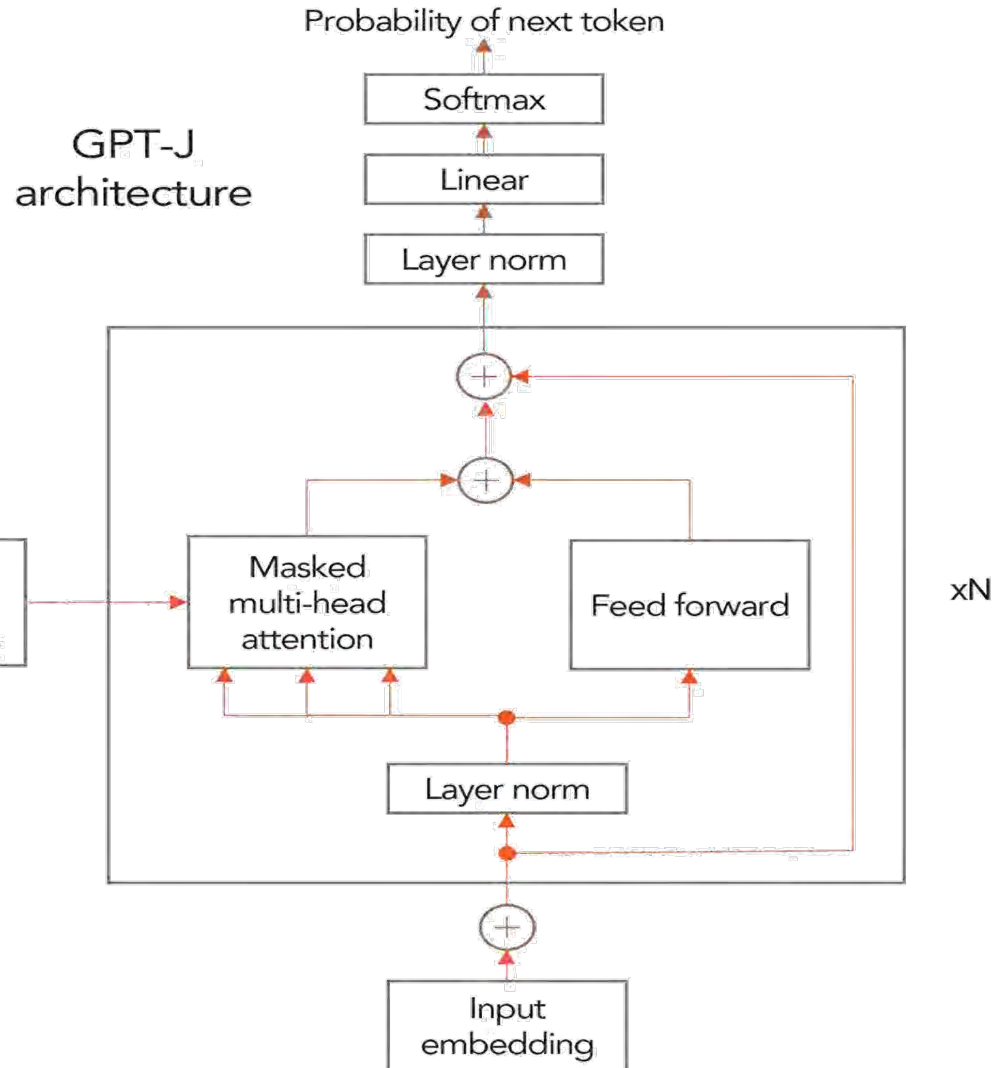 Probability of next token
Softmax
GPT-J
architecture
Linear
Layer norm
Masked
multi-head
attention
Feed forward
xN
Layer norm
Input
embedding